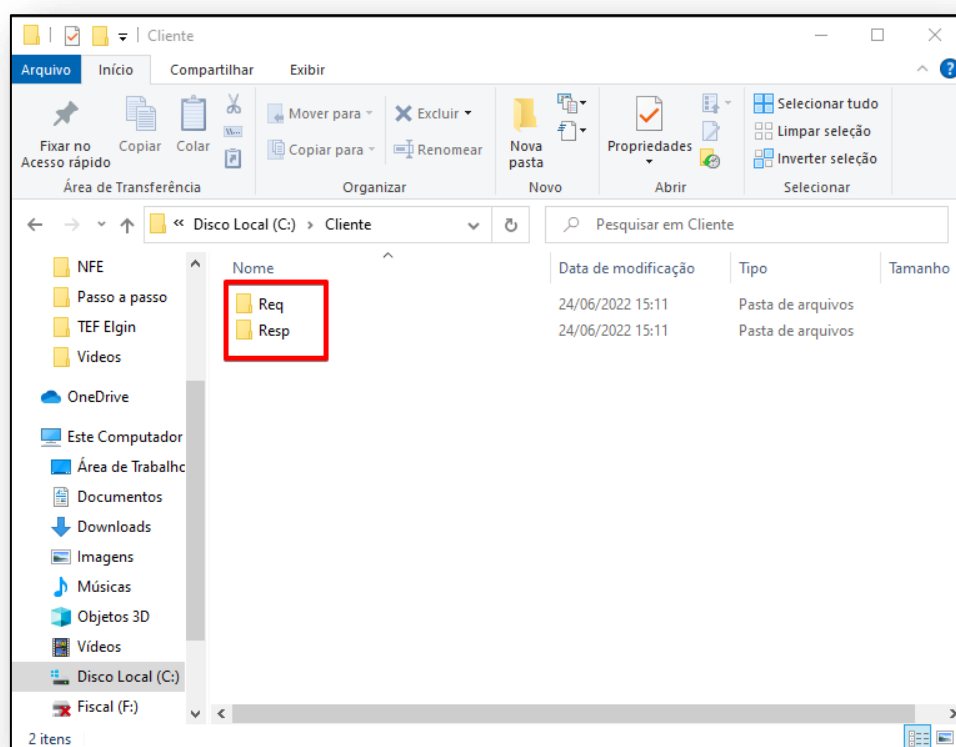 Cliente
Arquivo Início Compartilhar Exibir
Fixar no Acesso rápido
Copiar
Colar
Área de Transferência
Mover para
Copiar para
Excluir
Renomear
Organizar
Nova pasta
Novo
Propriedades
Abrir
Selecionar tudo
Limpar seleção
Inverter seleção
Selecionar
« Disco Local (C:) › Cliente
Pesquisar em Cliente
NFE
Passo a passo
TEF Elgin
Videos
OneDrive
Este Computador
Área de Trabalho
Documentos
Downloads
Imagens
Músicas
Objetos 3D
Vídeos
Disco Local (C:)
Fiscal (F:)
Nome Data de modificação Tipo Tamanho
Req 24/06/2022 15:11 Pasta de arquivos
Resp 24/06/2022 15:11 Pasta de arquivos
2 itens